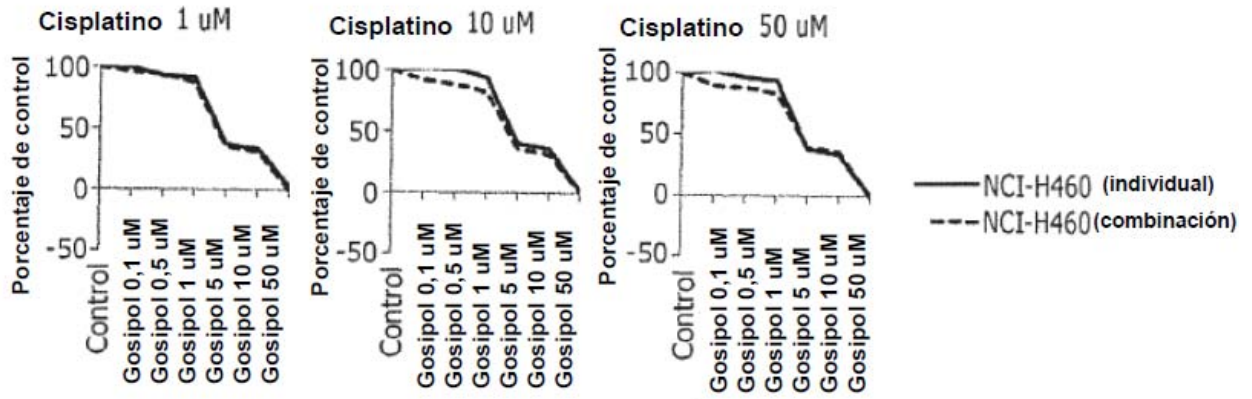 Cisplatino 1 uM
Porcentaje de control
100
50
0
-50
Control
Gosipol 0,1 uM
Gosipol 0,5 uM
Gosipol 1 uM
Gosipol 5 uM
Gosipol 10 uM
Gosipol 50 uM
Cisplatino 10 uM
Porcentaje de control
100
50
0
-50
Control
Gosipol 0,1 uM
Gosipol 0,5 uM
Gosipol 1 uM
Gosipol 5 uM
Gosipol 10 uM
Gosipol 50 uM
Cisplatino 50 uM
Porcentaje de control
100
50
0
-50
Control
Gosipol 0,1 uM
Gosipol 0,5 uM
Gosipol 1 uM
Gosipol 5 uM
Gosipol 10 uM
Gosipol 50 uM
NCI-H460 (individual)
NCI-H460 (combinación)